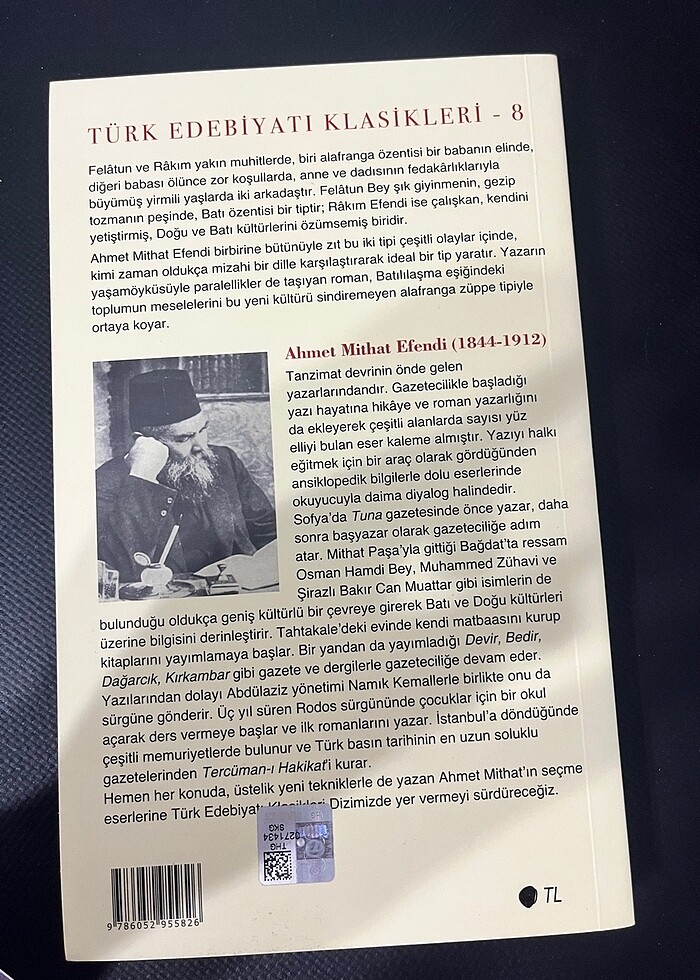 TÜRK EDEBİYATI KLASİKLERİ - 8
Felâtun ve Râkım yakın muhitlerde, biri alafranga özentisi bir babanın elinde,
diğeri babası ölünce zor koşullarda, anne ve dadısının fedakârlıklarıyla
büyümüş yirmili yaşlarda iki arkadaştır. Felâtun Bey şık giyinmenin, gezip
tozmanın peşinde, Batı özentisi bir tiptir; Râkım Efendi ise çalışkan, kendini
yetiştirmiş, Doğu ve Batı kültürlerini özümsemiş biridir.
Ahmet Mithat Efendi birbirine bütünüyle zıt bu iki tipi çeşitli olaylar içinde,
kimi zaman oldukça mizahi bir dille karşılaştırarak ideal bir tip yaratır. Yazarın
yaşamöyküsüyle paralellikler de taşıyan roman, Batılılaşma eşiğindeki
toplumun meselelerini bu yeni kültürü sindiremeyen alafranga züppe tipiyle
ortaya koyar.
Ahmet Mithat Efendi (1844-1912)
Tanzimat devrinin önde gelen
yazarlarındandır. Gazetecilikle başladığı
yazı hayatına hikâye ve roman yazarlığını
da ekleyerek çeşitli alanlarda sayısı yüz
elliyi bulan eser kaleme almıştır. Yazıyı halkı
eğitmek için bir araç olarak gördüğünden
ansiklopedik bilgilerle dolu eserlerinde
okuyucuyla daima diyalog halindedir.
Sofya'da Tuna gazetesinde önce yazar, daha
sonra başyazar olarak gazeteciliğe adım
atar. Mithat Paşa'yla gittiği Bağdat'ta ressam
Osman Hamdi Bey, Muhammed Zühavi ve
Şirazlı Bakır Can Muattar gibi isimlerin de
bulunduğu oldukça geniş kültürlü bir çevreye girerek Batı ve Doğu kültürleri
üzerine bilgisini derinleştirir. Tahtakale'deki evinde kendi matbaasını kurup
kitaplarını yayımlamaya başlar. Bir yandan da yayımladığı Devir, Bedir,
Dağarcık, Kırkambar gibi gazete ve dergilerle gazeteciliğe devam eder.
Yazılarından dolayı Abdülaziz yönetimi Namık Kemallerle birlikte onu da
sürgüne gönderir. Üç yıl süren Rodos sürgününde çocuklar için bir okul
açarak ders vermeye başlar ve ilk romanlarını yazar. İstanbul'a döndüğünde
çeşitli memuriyetlerde bulunur ve Türk basın tarihinin en uzun soluklu
gazetelerinden Tercüman-ı Hakikat'i kurar.
Hemen her konuda, üstelik yeni tekniklerle de yazan Ahmet Mithat'ın seçme
eserlerine Türk Edebiyatı Klasikleri Dizimizde yer vermeyi sürdüreceğiz.
THG
SKG
0271434
9 786052 955826
TL